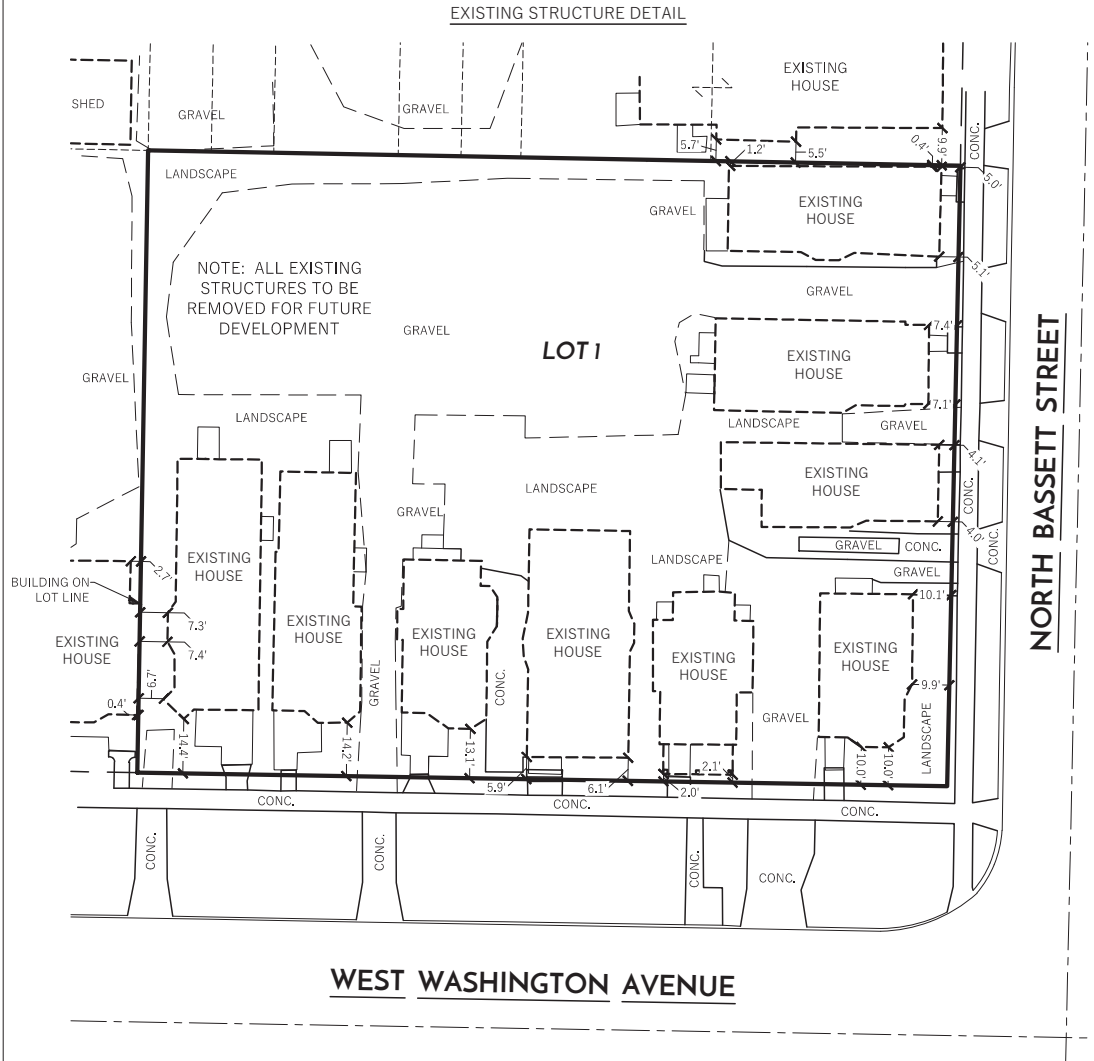 EXISTING STRUCTURE DETAIL
EXISTING
HOUSE
SHED
GRAVEL
GRAVEL
CONC.
5.7'
1.2'
5.5'
0.4'
9.9'
5.0'
LANDSCAPE
GRAVEL
EXISTING
HOUSE
NOTE: ALL EXISTING
STRUCTURES TO BE
REMOVED FOR FUTURE
DEVELOPMENT
5.1'
GRAVEL
GRAVEL
7.4'
LOT 1
EXISTING
HOUSE
GRAVEL
7.1'
LANDSCAPE
LANDSCAPE
GRAVEL
4.1'
EXISTING
HOUSE
LANDSCAPE
CONC.
GRAVEL
4.0'
GRAVEL
CONC.
CONC.
EXISTING
HOUSE
LANDSCAPE
GRAVEL
2.7'
BUILDING ON
LOT LINE
10.1'
7.3'
EXISTING
HOUSE
EXISTING
HOUSE
EXISTING
HOUSE
EXISTING
HOUSE
EXISTING
HOUSE
EXISTING
HOUSE
7.4'
6.7'
GRAVEL
CONC.
9.9'
0.4'
LANDSCAPE
GRAVEL
14.4'
14.2'
13.1'
2.1'
10.0'
10.0'
5.9'
6.1'
2.0'
CONC.
CONC.
CONC.
CONC.
CONC.
CONC.
CONC.
NORTH BASSETT STREET
WEST WASHINGTON AVENUE